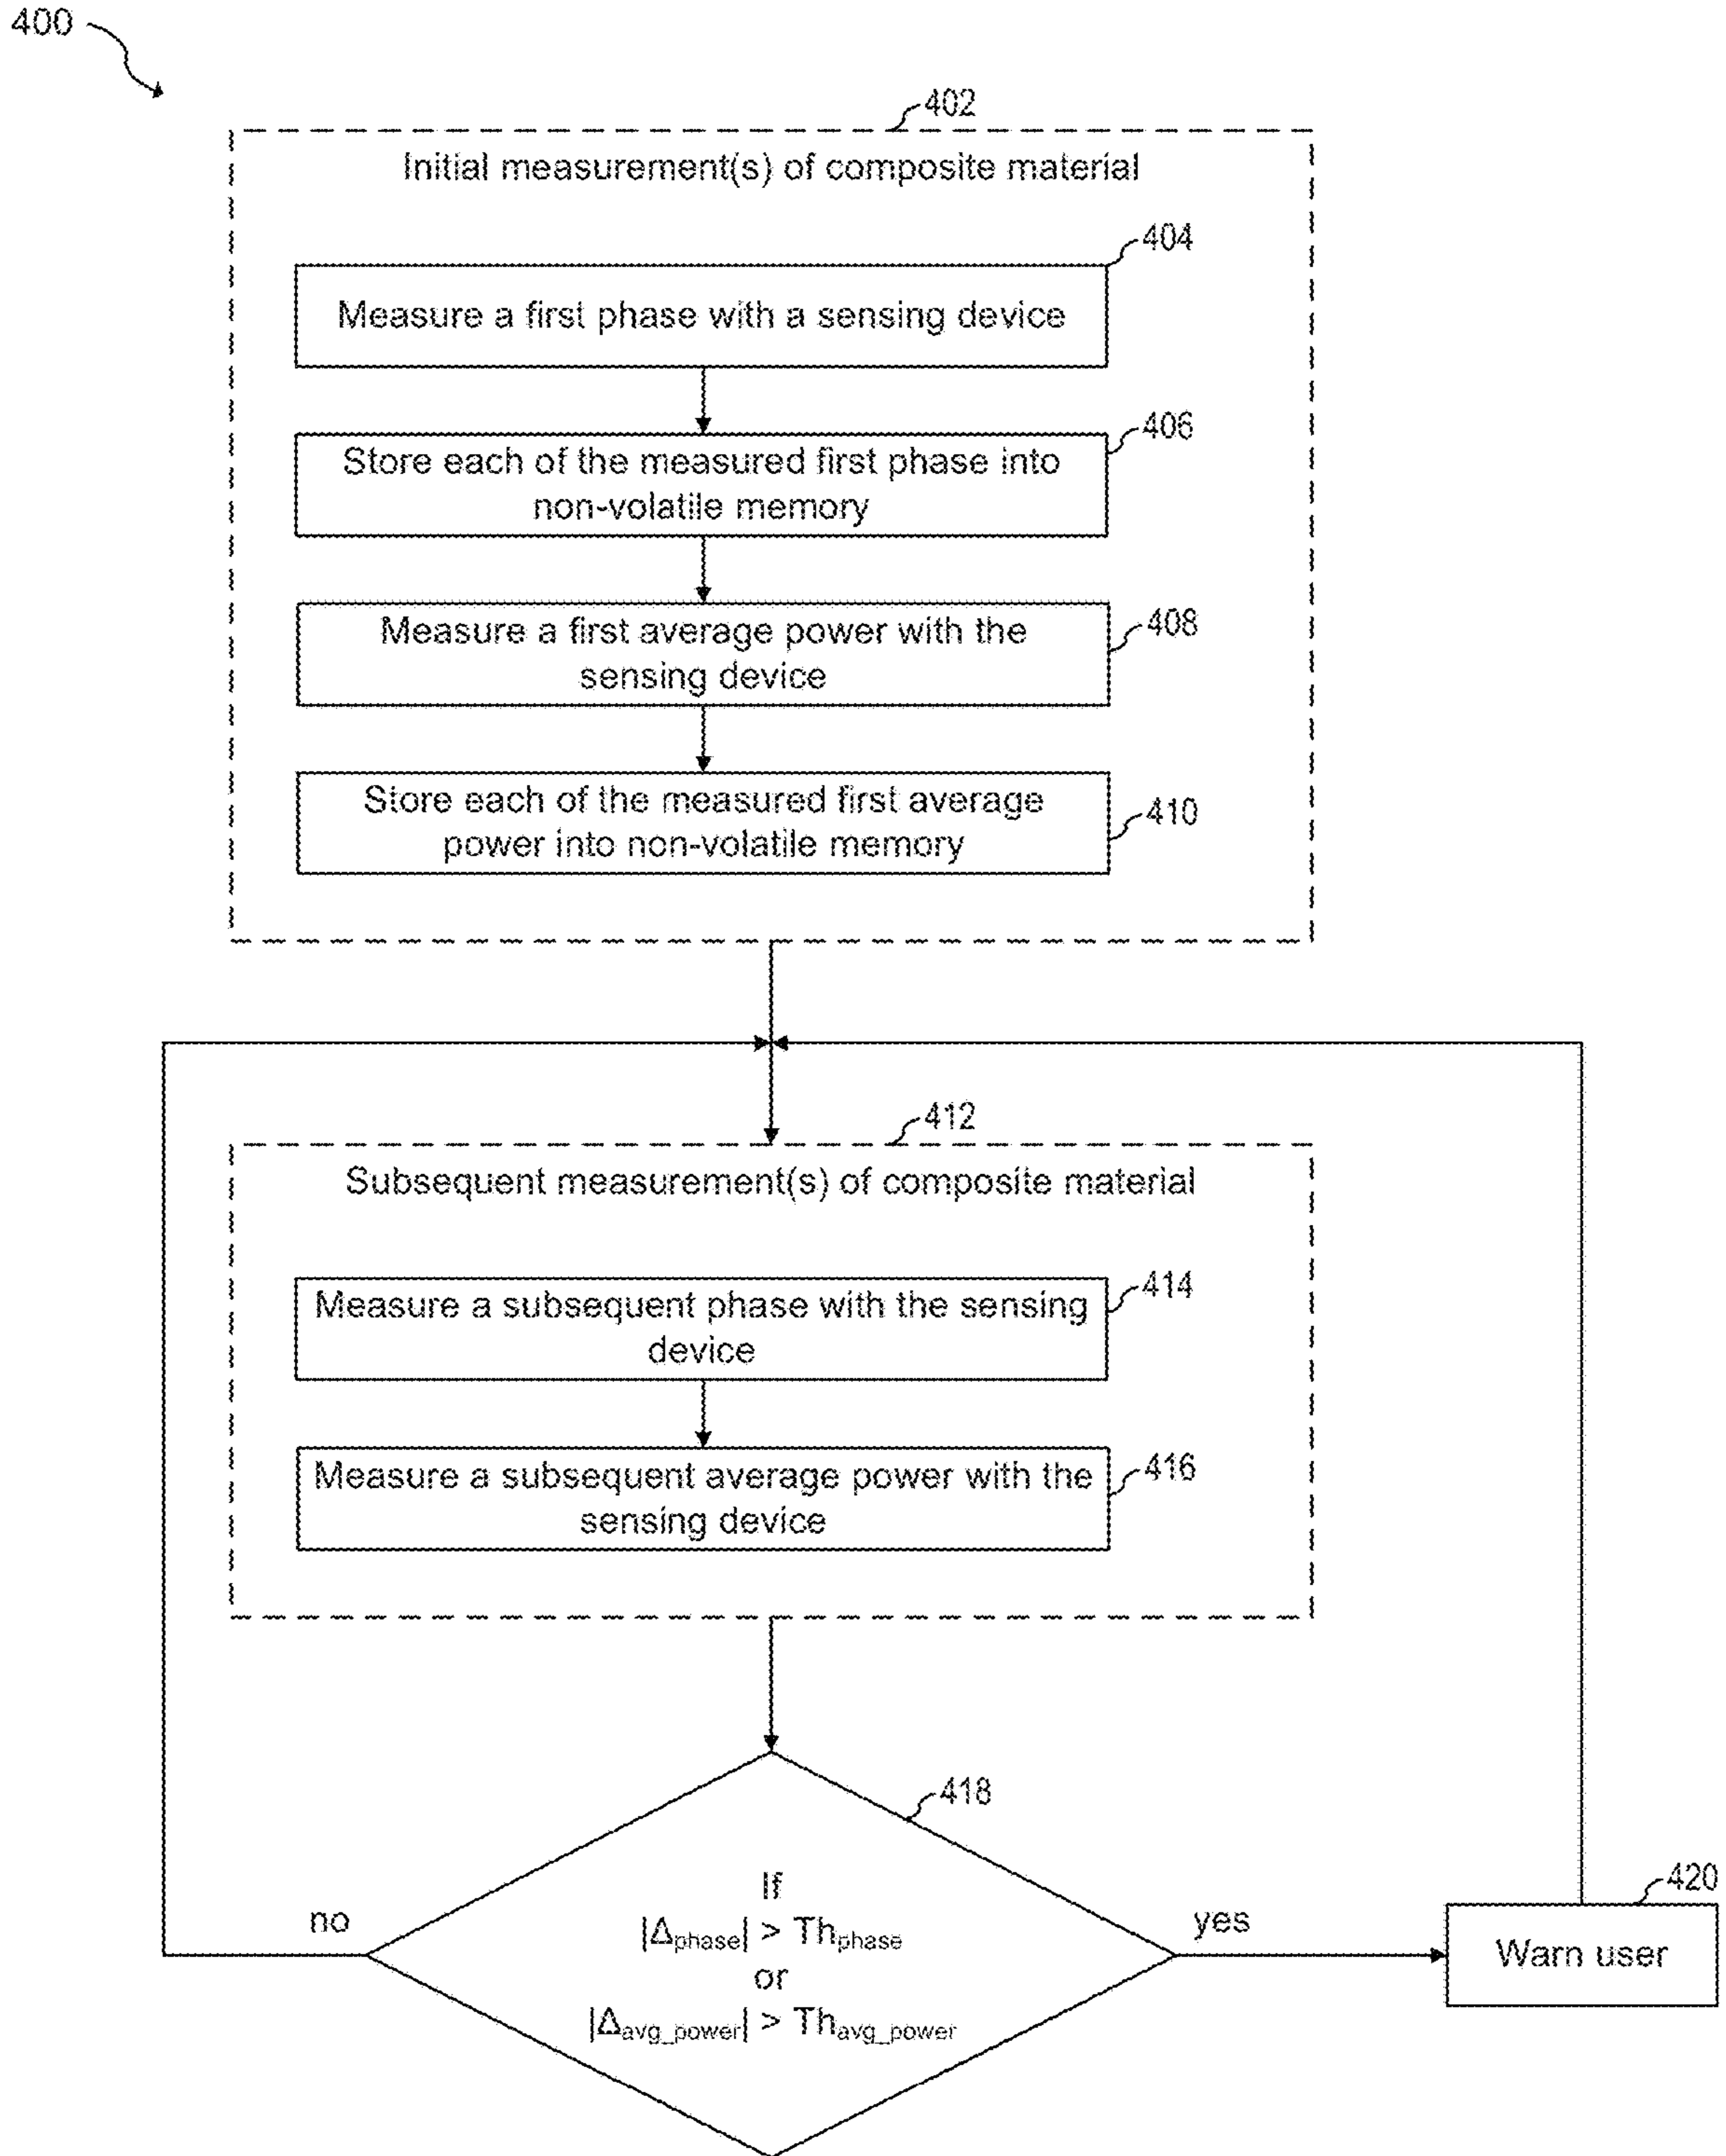 400
402
Initial measurement(s) of composite material
404
Measure a first phase with a sensing device
406
Store each of the measured first phase into
non-volatile memory
408
Measure a first average power with the
sensing device
410
Store each of the measured first average
power into non-volatile memory
412
Subsequent measurement(s) of composite material
414
Measure a subsequent phase with the sensing
device
416
Measure a subsequent average power with the
sensing device
418
If
|Δphase| > Thphase
or
|Δavg_power| > Thavg_power
no
yes
420
Warn user